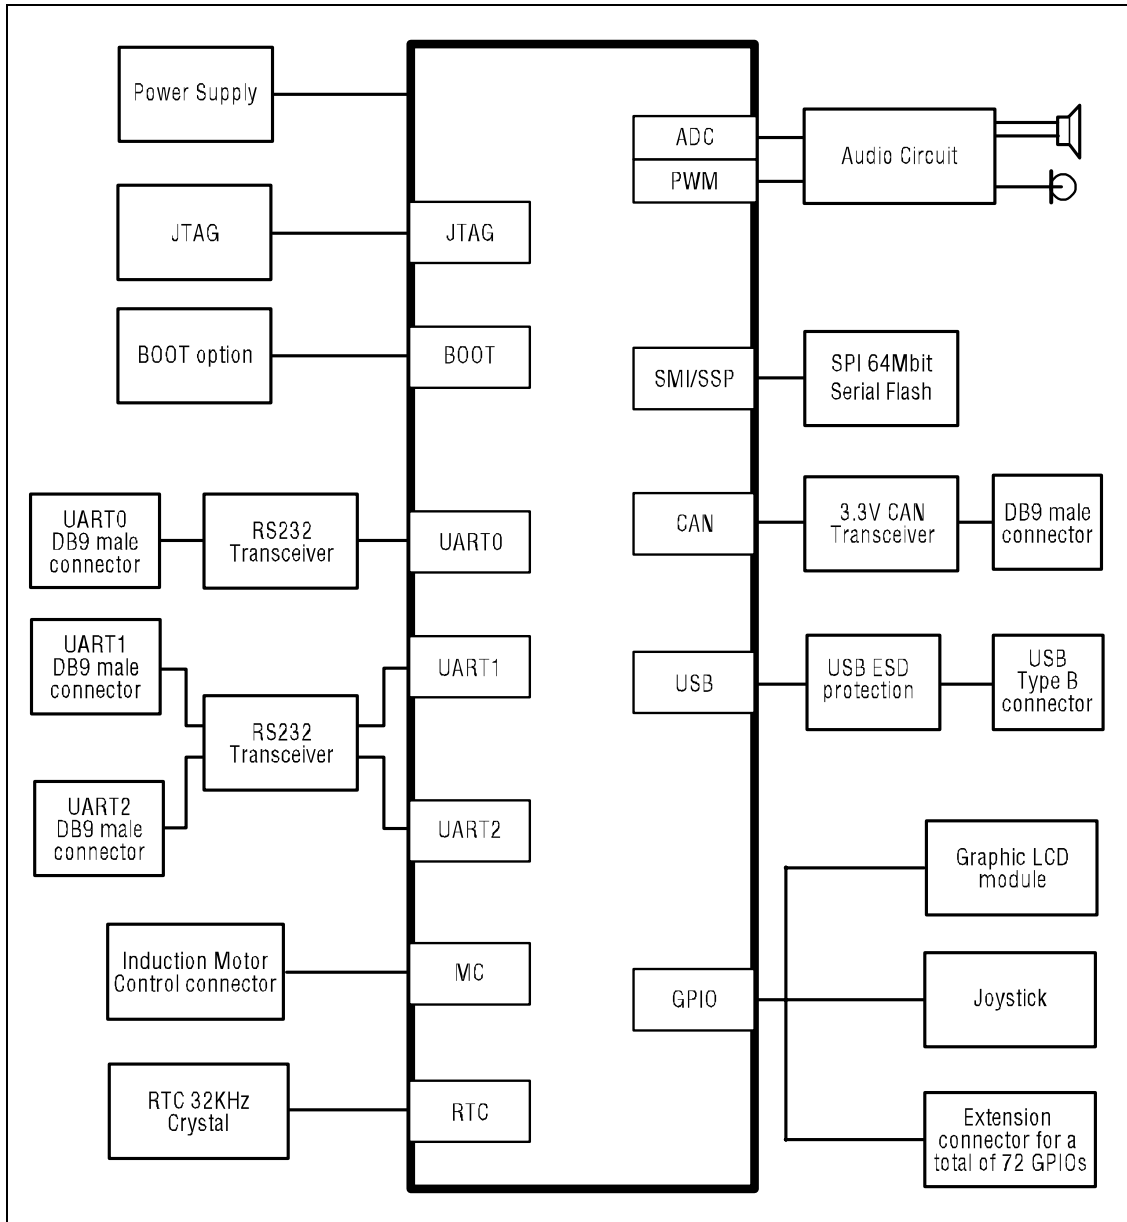 Power Supply
JTAG
JTAG
BOOT option
BOOT
UART0
DB9 male
connector
RS232
Transceiver
UART0
UART1
DB9 male
connector
RS232
Transceiver
UART1
UART2
DB9 male
connector
UART2
Induction Motor
Control connector
MC
RTC 32KHz
Crystal
RTC
ADC
PWM
Audio Circuit
SMI/SSP
SPI 64Mbit
Serial Flash
CAN
3.3V CAN
Transceiver
DB9 male
connector
USB
USB ESD
protection
USB
Type B
connector
GPIO
Graphic LCD
module
Joystick
Extension
connector for a
total of 72 GPIOs